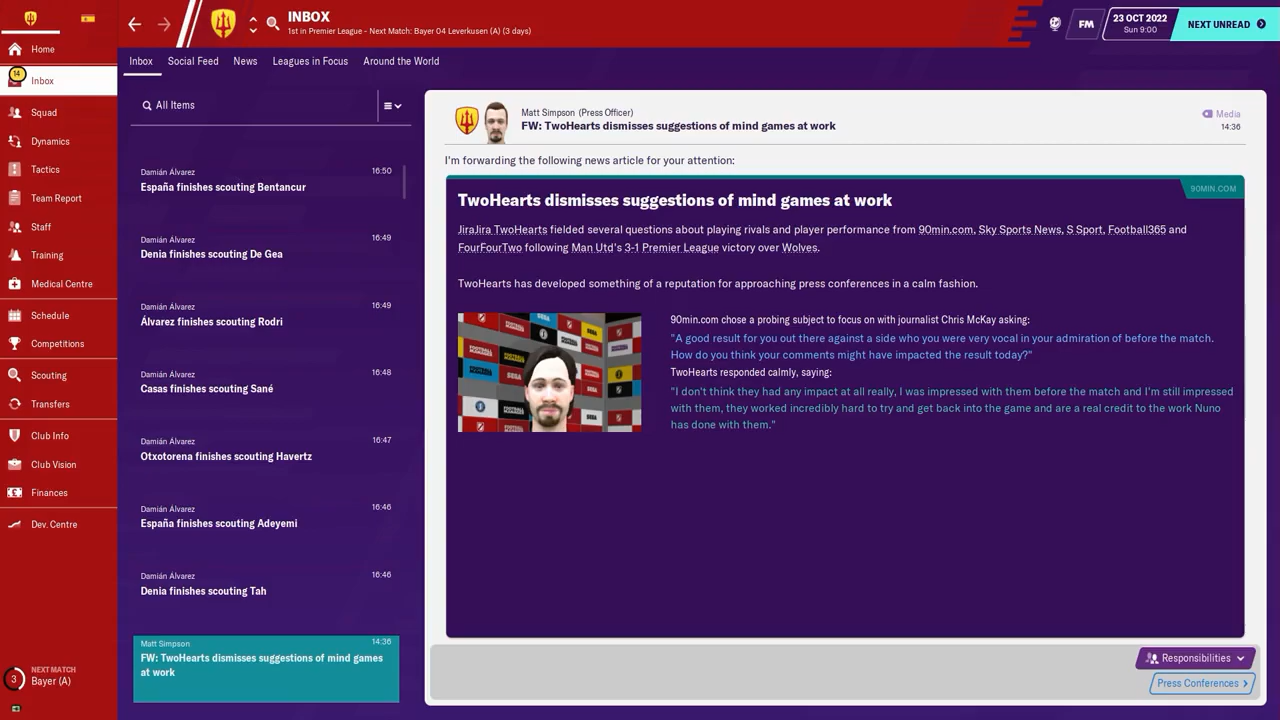 INBOX
1st in Premier League - Next Match: Bayer 04 Leverkusen (A) (3 days)
FM
23 OCT 2022
Sun 9:00
NEXT UNREAD
Home
14
Inbox
Squad
Dynamics
Tactics
Team Report
Staff
Training
Medical Centre
Schedule
Competitions
Scouting
Transfers
Club Info
Club Vision
Finances
Dev. Centre
3
NEXT MATCH
Bayer (A)
Inbox
Social Feed
News
Leagues in Focus
Around the World
All Items
Damián Álvarez 16:50
España finishes scouting Bentancur
Damián Álvarez 16:49
Denia finishes scouting De Gea
Damián Álvarez 16:49
Álvarez finishes scouting Rodri
Damián Álvarez 16:48
Casas finishes scouting Sané
Damián Álvarez 16:47
Otxotorena finishes scouting Havertz
Damián Álvarez 16:46
España finishes scouting Adeyemi
Damián Álvarez 16:46
Denia finishes scouting Tah
Matt Simpson 14:36
FW: TwoHearts dismisses suggestions of mind games
at work
Matt Simpson (Press Officer)
FW: TwoHearts dismisses suggestions of mind games at work
Media
14:36
I'm forwarding the following news article for your attention:
90MIN.COM
TwoHearts dismisses suggestions of mind games at work
JiraJira TwoHearts fielded several questions about playing rivals and player performance from 90min.com, Sky Sports News, S Sport, Football365 and
FourFourTwo following Man Utd's 3-1 Premier League victory over Wolves.
TwoHearts has developed something of a reputation for approaching press conferences in a calm fashion.
90min.com chose a probing subject to focus on with journalist Chris McKay asking:
"A good result for you out there against a side who you were very vocal in your admiration of before the match.
How do you think your comments might have impacted the result today?"
TwoHearts responded calmly, saying:
"I don't think they had any impact at all really, I was impressed with them before the match and I'm still impressed
with them, they worked incredibly hard to try and get back into the game and are a real credit to the work Nuno
has done with them."
Responsibilities
Press Conferences